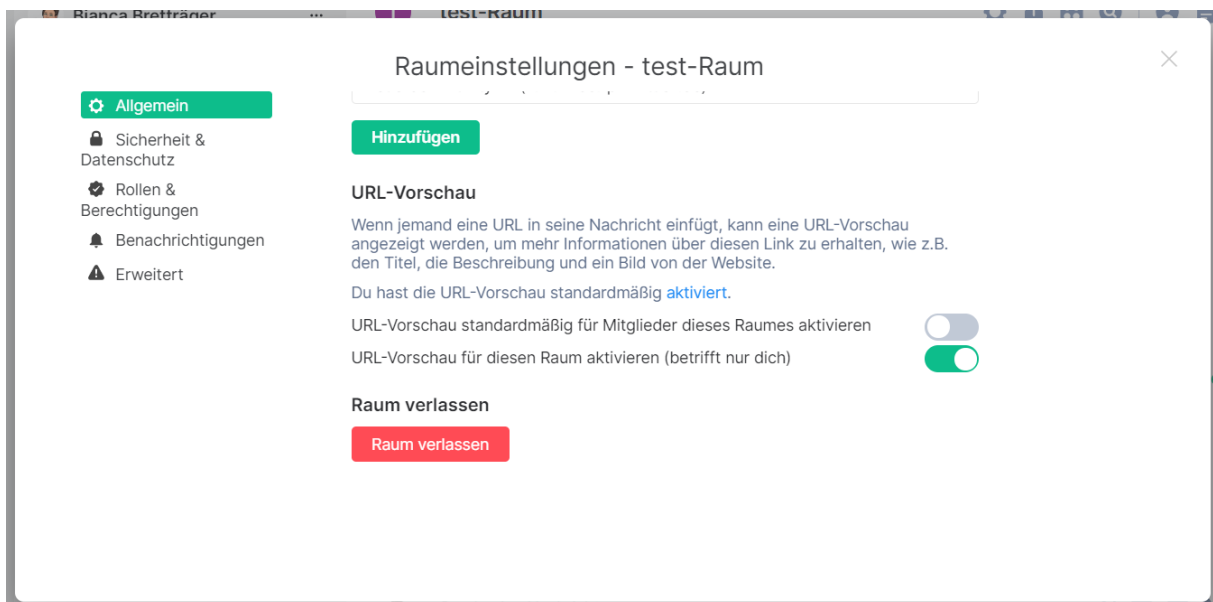 Bianca Bretträger
test-Raum
Raumeinstellungen - test-Raum
Allgemein
Sicherheit &
Datenschutz
Rollen &
Berechtigungen
Benachrichtigungen
Erweitert
Hinzufügen
URL-Vorschau
Wenn jemand eine URL in seine Nachricht einfügt, kann eine URL-Vorschau
angezeigt werden, um mehr Informationen über diesen Link zu erhalten, wie z.B.
den Titel, die Beschreibung und ein Bild von der Website.
Du hast die URL-Vorschau standardmäßig aktiviert.
URL-Vorschau standardmäßig für Mitglieder dieses Raumes aktivieren
URL-Vorschau für diesen Raum aktivieren (betrifft nur dich)
Raum verlassen
Raum verlassen